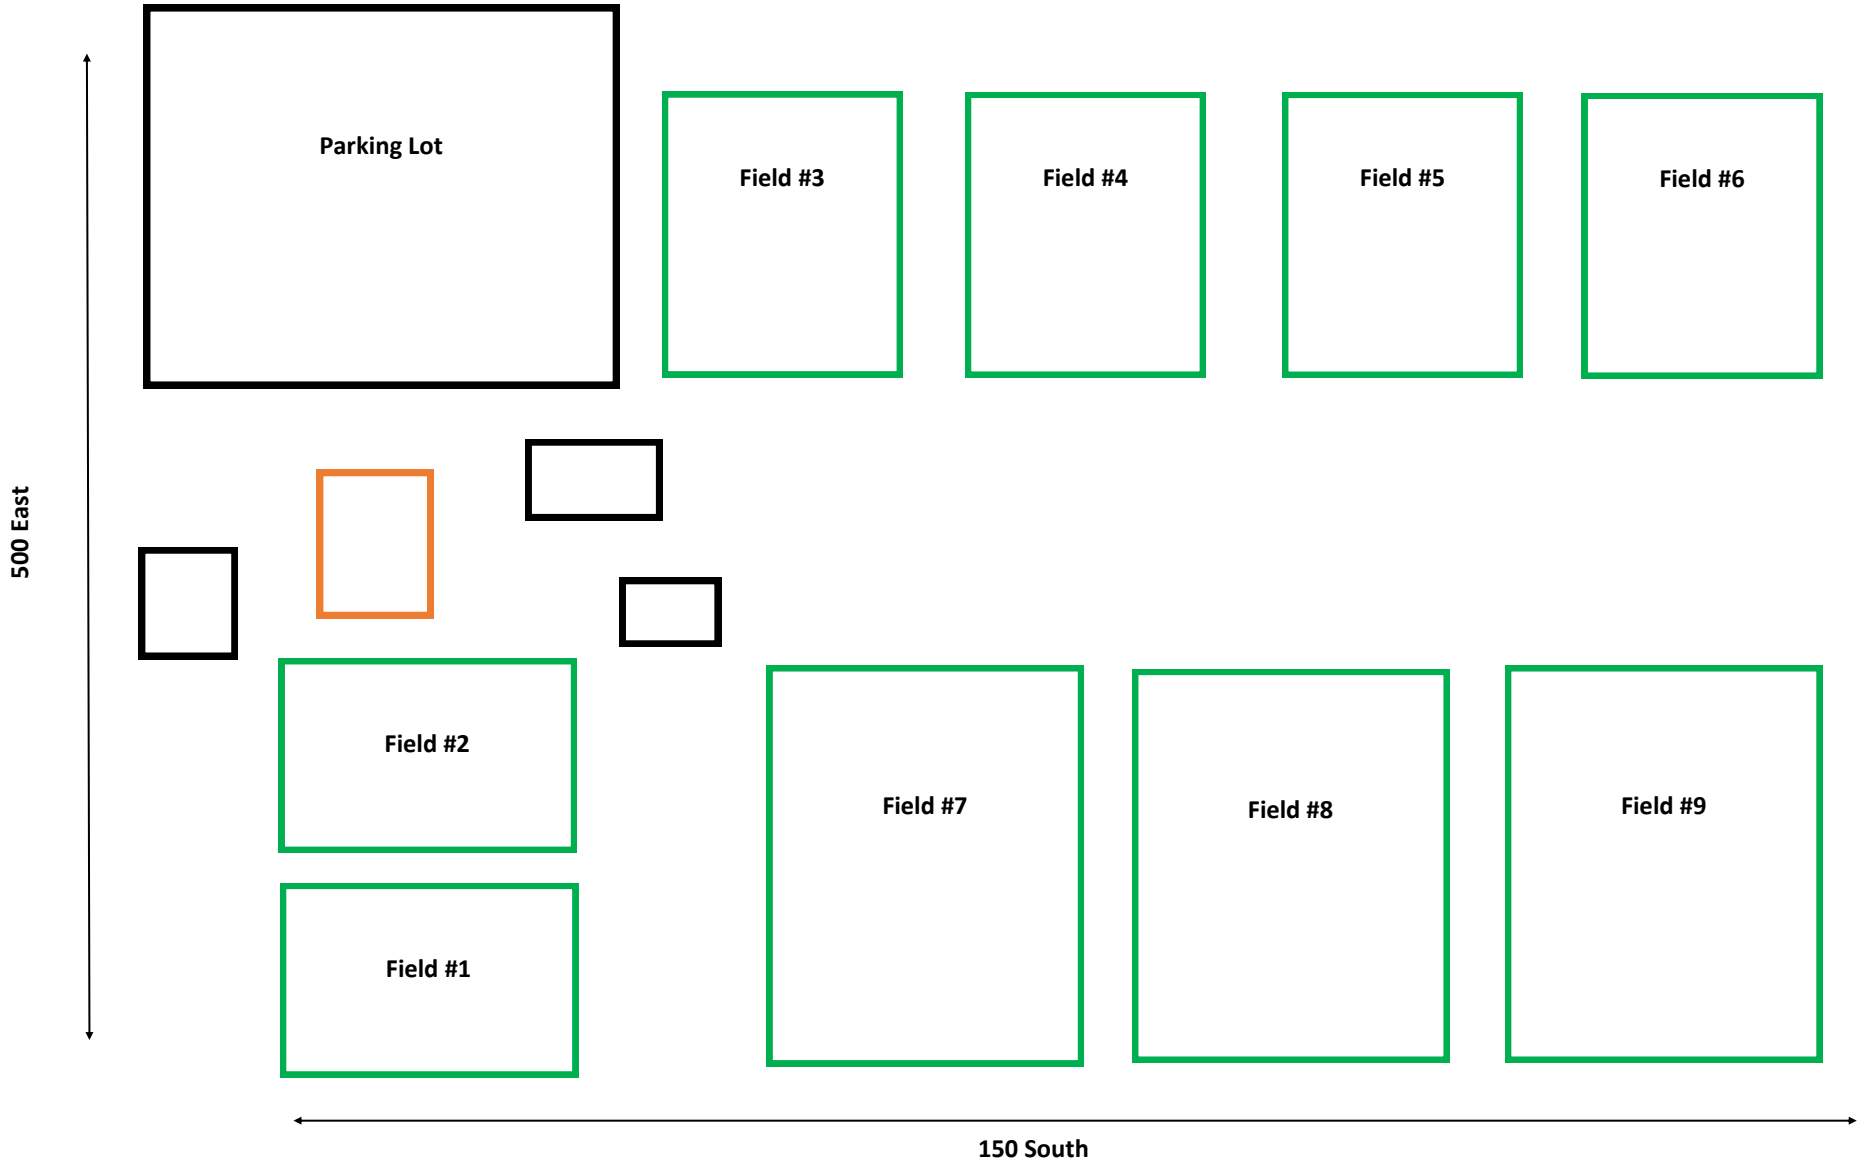 Parking Lot
Field #3
Field #4
Field #5
Field #6
500 East
Field #2
Field #7
Field #8
Field #9
Field #1
150 South